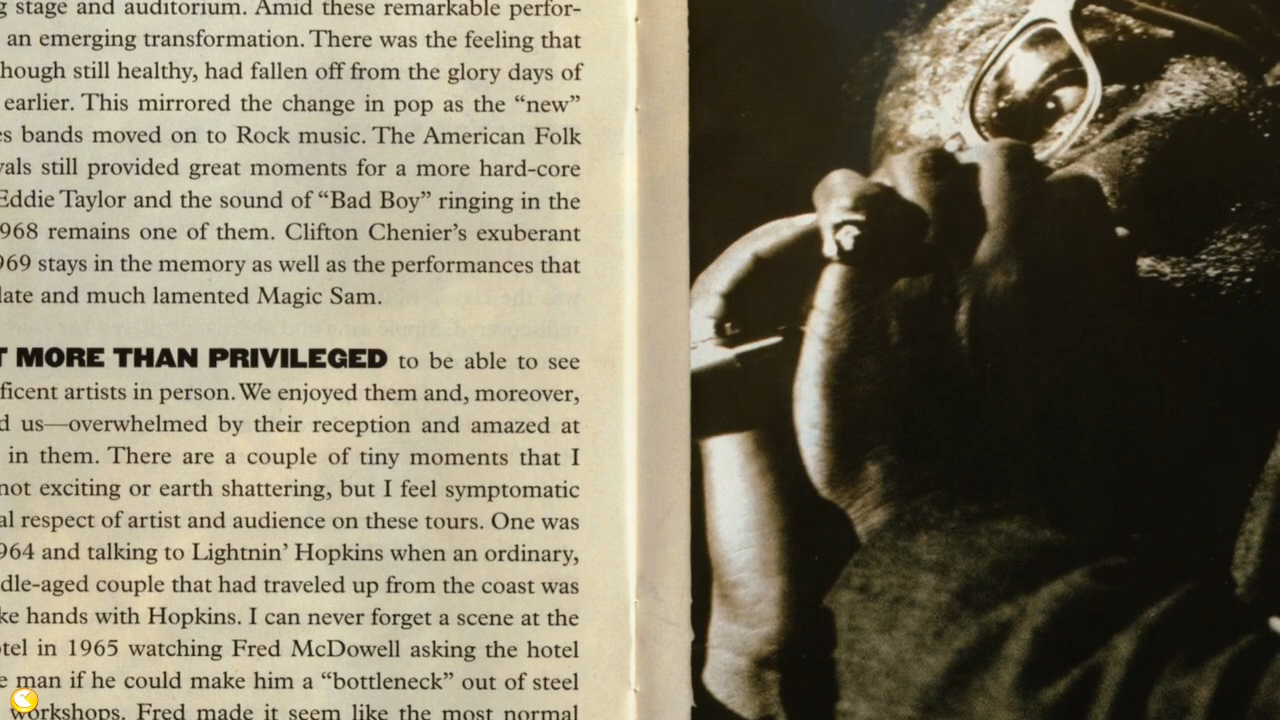 g stage and auditorium. Amid these remarkable perfor-
an emerging transformation. There was the feeling that
hough still healthy, had fallen off from the glory days of
earlier. This mirrored the change in pop as the “new”
es bands moved on to Rock music. The American Folk
vals still provided great moments for a more hard-core
Eddie Taylor and the sound of “Bad Boy” ringing in the
968 remains one of them. Clifton Chenier’s exuberant
969 stays in the memory as well as the performances that
late and much lamented Magic Sam.
T MORE THAN PRIVILEGED to be able to see
ficent artists in person. We enjoyed them and, moreover,
d us—overwhelmed by their reception and amazed at
in them. There are a couple of tiny moments that I
not exciting or earth shattering, but I feel symptomatic
al respect of artist and audience on these tours. One was
964 and talking to Lightnin’ Hopkins when an ordinary,
dle-aged couple that had traveled up from the coast was
ke hands with Hopkins. I can never forget a scene at the
otel in 1965 watching Fred McDowell asking the hotel
e man if he could make him a “bottleneck” out of steel
workshops. Fred made it seem like the most normal